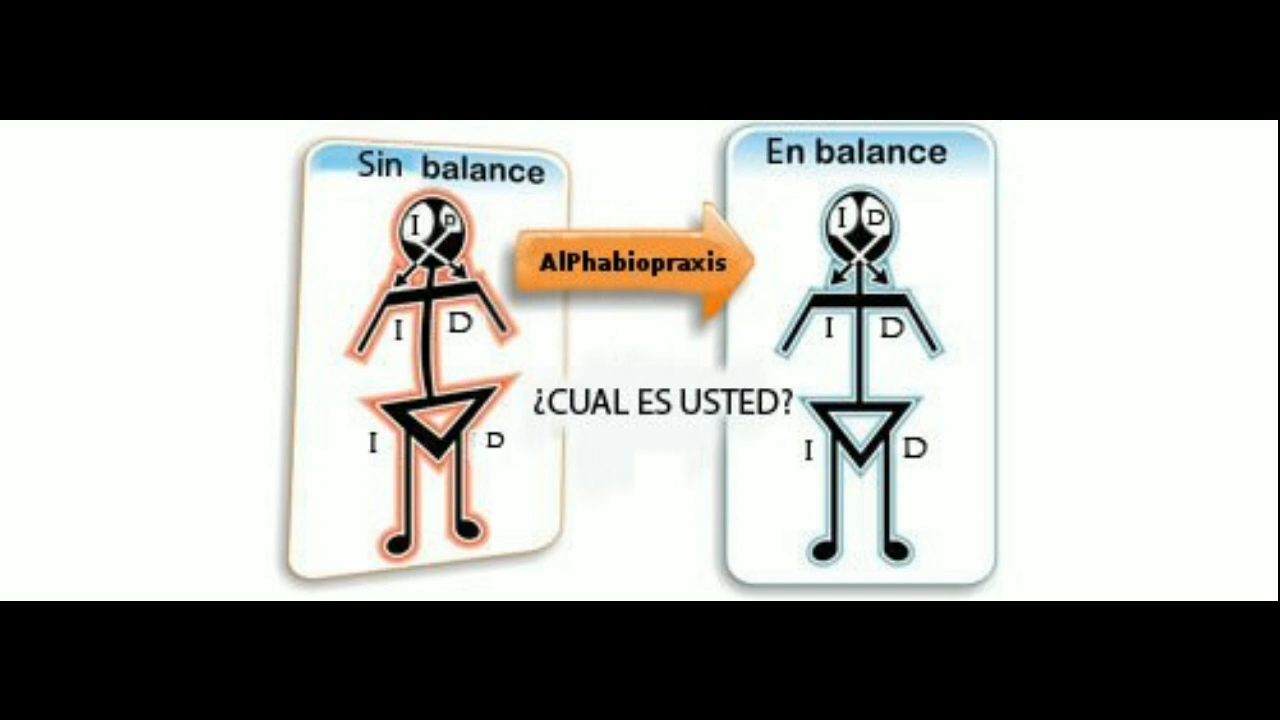 Sin balance
I D
I D
I D
AlPhabiopraxis
¿CUAL ES USTED?
En balance
I D
I D
I D